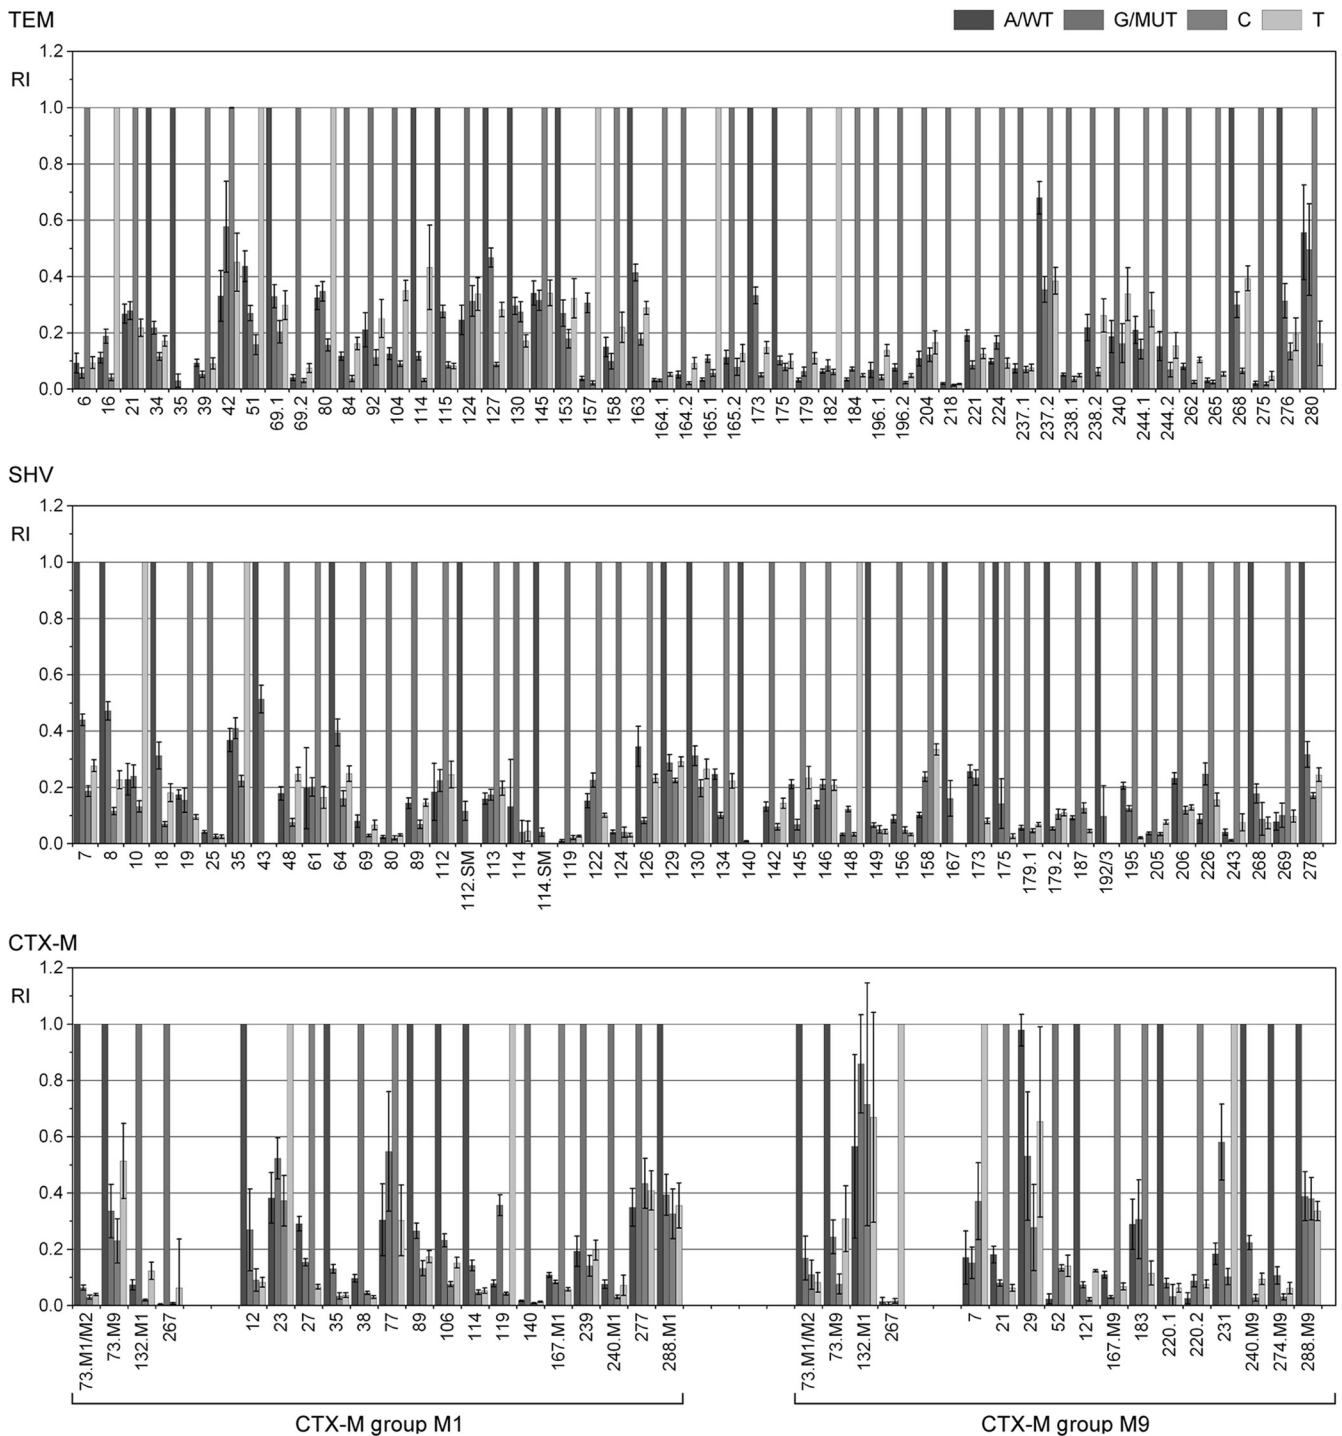 TEM
A/WT G/MUT C T
1.2
RI
1.0
0.8
0.6
0.4
0.2
0.0
6 16 21 34 35 39 42 51 69.1 69.2 80 84 92 104 114 115 124 127 130 145 153 157 158 163 164.1 164.2 165.1 165.2 173 175 179 182 184 196.1 196.2 204 218 221 224 237.1 237.2 238.1 238.2 240 244.1 244.2 262 265 268 275 276 280
SHV
1.2
RI
1.0
0.8
0.6
0.4
0.2
0.0
7 8 10 18 19 25 35 43 48 61 64 69 80 89 112 112.SM 113 114 114.SM 119 122 124 126 129 130 134 140 142 145 146 148 149 156 158 167 173 175 179.1 179.2 187 192/3 195 205 206 226 243 268 269 278
CTX-M
1.2
RI
1.0
0.8
0.6
0.4
0.2
0.0
73.M1/M2 73.M9 132.M1 267 12 23 27 35 38 77 89 106 114 119 140 167.M1 239 240.M1 277 288.M1 73.M1/M2 73.M9 132.M1 267 7 21 29 52 121 167.M9 183 220.1 220.2 231 240.M9 274.M9 288.M9
CTX-M group M1 CTX-M group M9